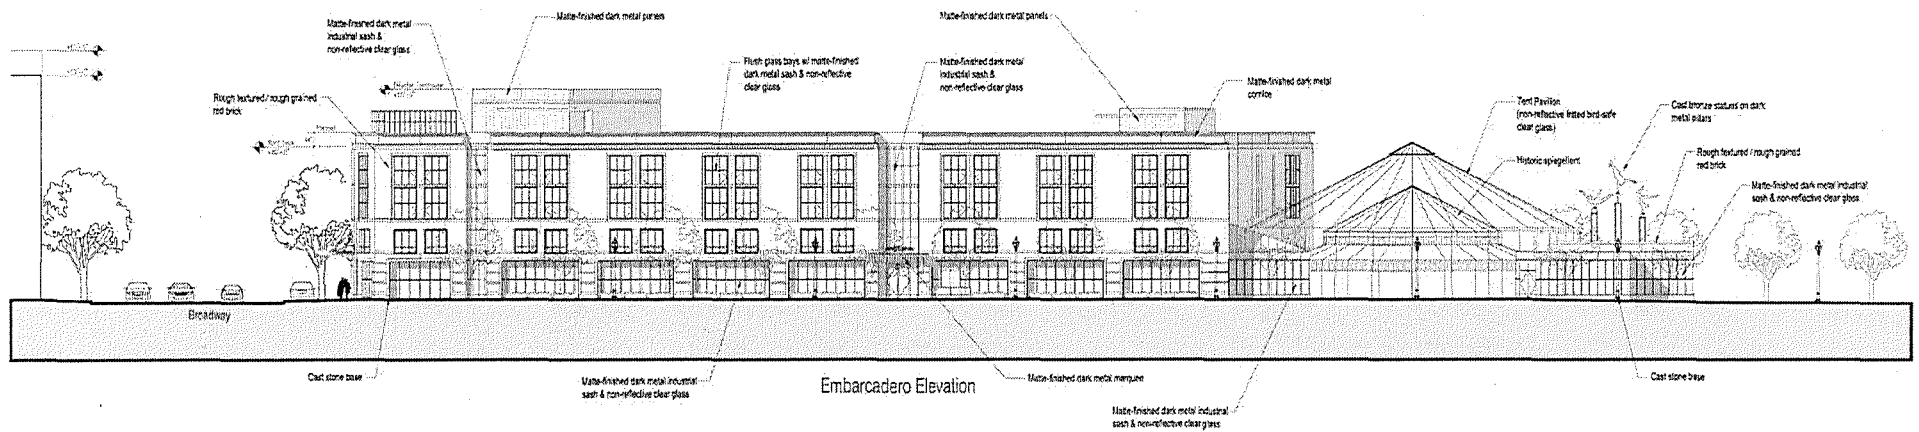 Matte-finished dark metal panels
Matte-finished dark metal panels
Matte-finished dark metal
industrial sash &
non-reflective clear glass
Flush glass bays w/ matte-finished
dark metal sash & non-reflective
clear glass
Matte-finished dark metal
industrial sash &
non-reflective clear glass
Matte-finished dark metal
cornice
Rough textured / rough grained
red brick
Tent Pavilion
(non-reflective fritted bird-safe
clear glass)
Cast bronze statues on dark
metal pillars
Historic spiegeltent
Rough textured / rough grained
red brick
Matte-finished dark metal industrial
sash & non-reflective clear glass
Broadway
Cast stone base
Matte-finished dark metal industrial
sash & non-reflective clear glass
Embarcadero Elevation
Matte-finished dark metal marquee
Matte-finished dark metal industrial
sash & non-reflective clear glass
Cast stone base